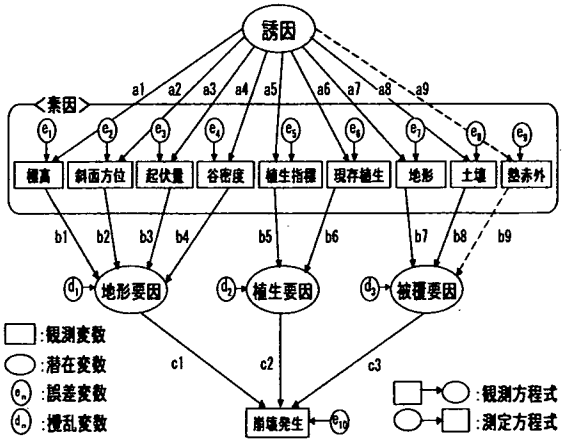 誘因
a1 a2 a3 a4 a5 a6 a7 a8 a9
<素因>
e1 e2 e3 e4 e5 e6 e7 e8 e9
標高 斜面方位 起伏量 谷密度 植生指標 現存植生 地形 土壌 熱赤外
b1 b2 b3 b4 b5 b6 b7 b8 b9
d1 地形要因 d2 植生要因 d3 被覆要因
□:観測変数
○:潜在変数
en:誤差変数
dn:攪乱変数
c1 c2 c3
崩壊発生 e10
□→○:観測方程式
○→□:測定方程式